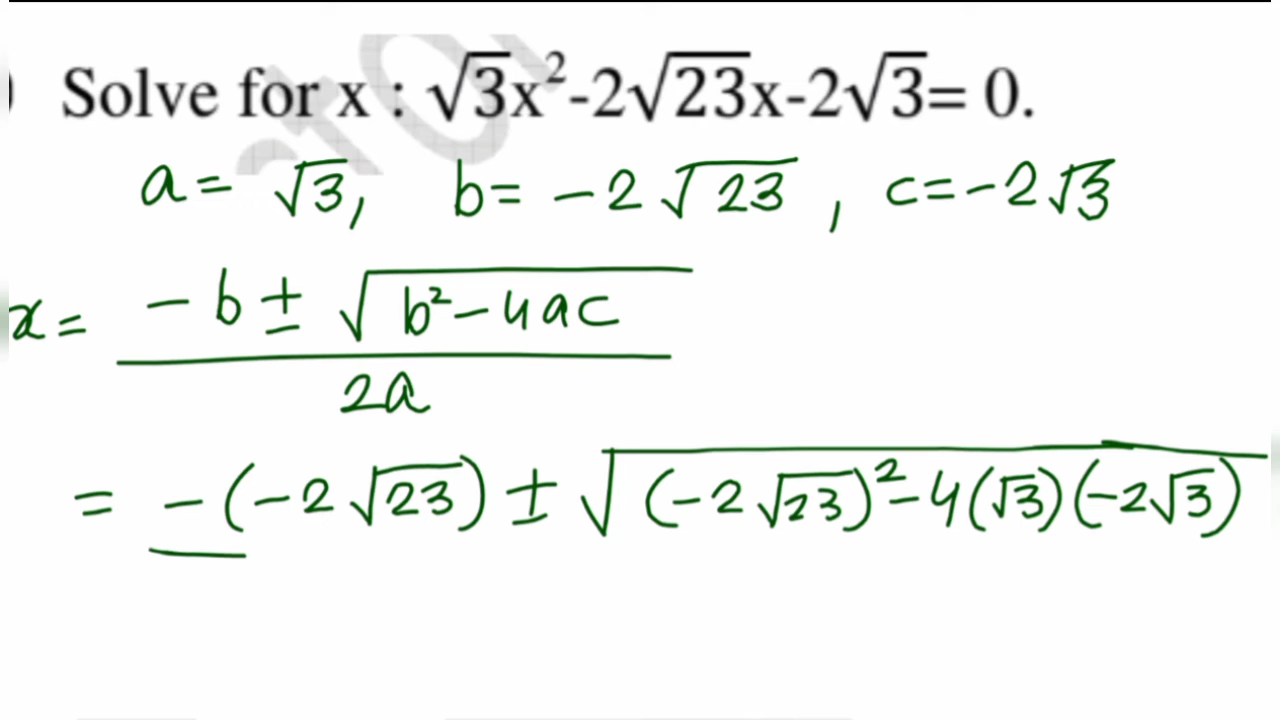 ) Solve for x : √3x²-2√23x-2√3= 0.
a = √3, b = -2√23, c = -2√3
x = -b ± √b²-4ac
2a
= -(-2√23) ± √(-2√23)²-4(√3)(-2√3)